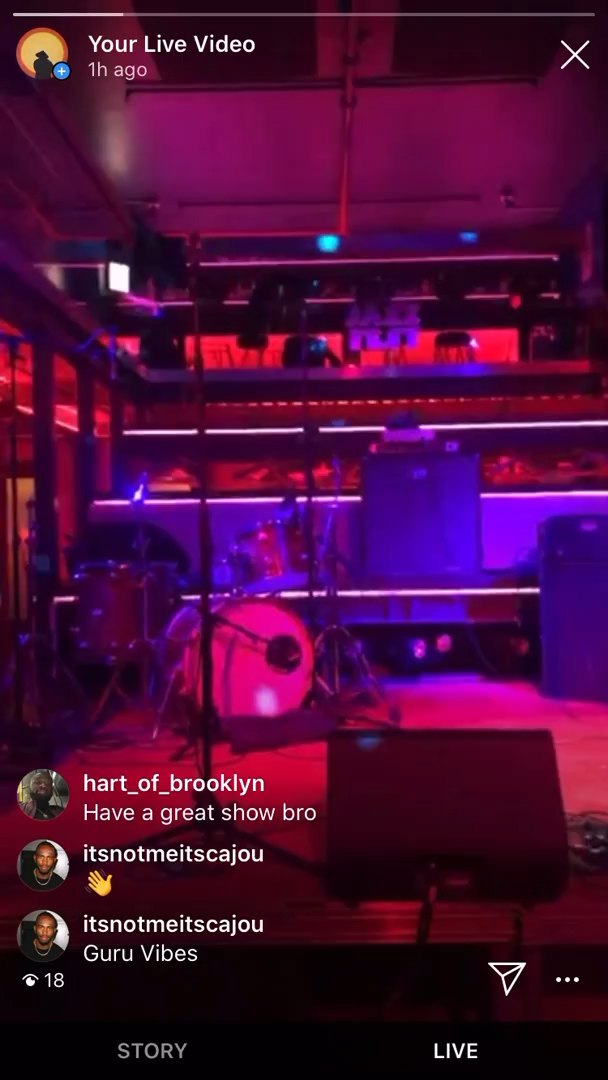 Your Live Video
1h ago
hart_of_brooklyn
Have a great show bro
itsnotmeitscajou
👋
itsnotmeitscajou
Guru Vibes
18
STORY
LIVE